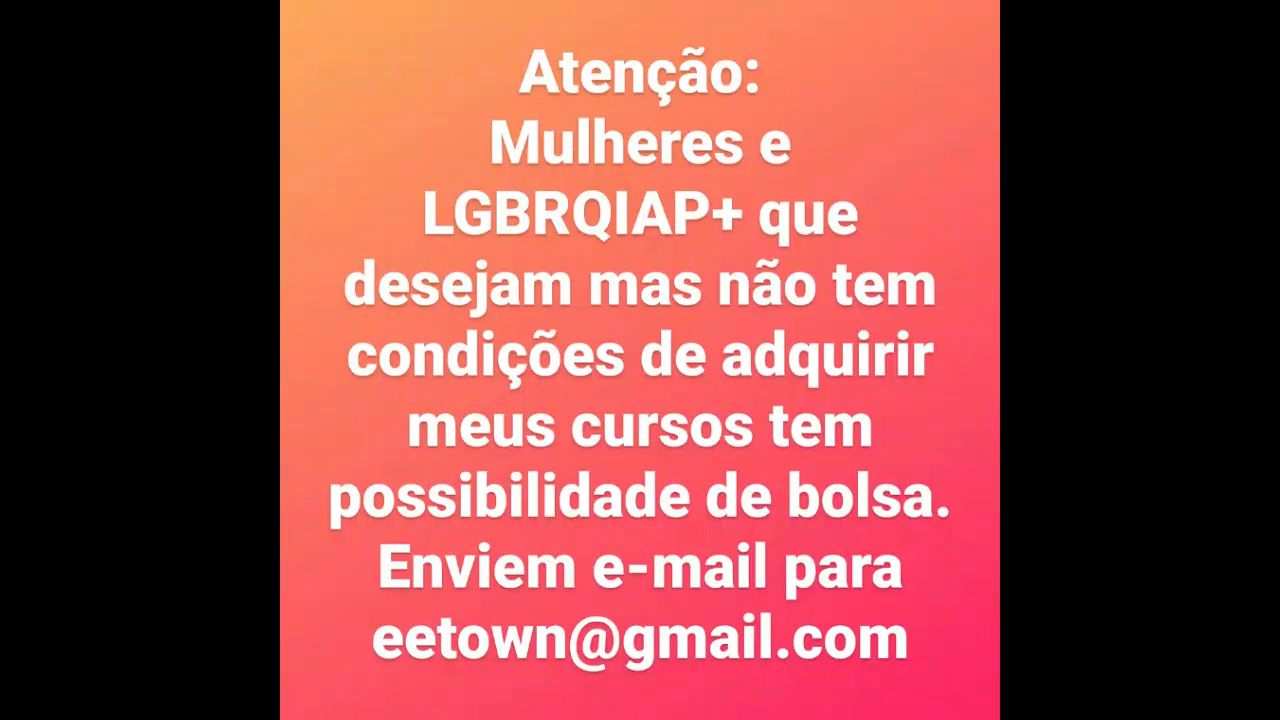 Atenção:
Mulheres e
LGBRQIAP+ que
desejam mas não tem
condições de adquirir
meus cursos tem
possibilidade de bolsa.
Enviem e-mail para
eetown@gmail.com